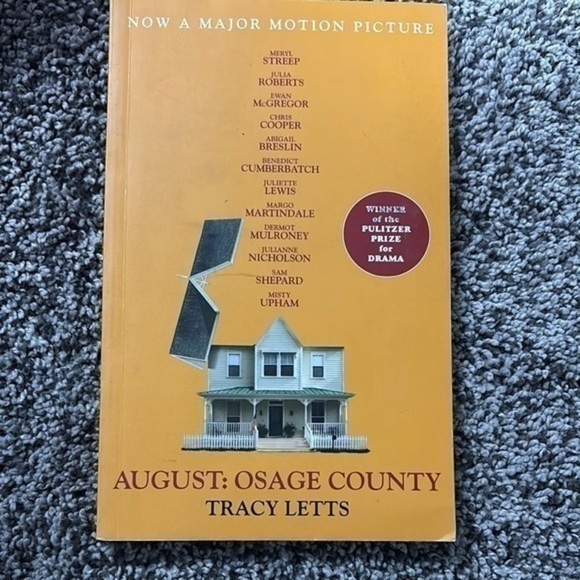 NOW A MAJOR MOTION PICTURE
MERYL
STREEP
JULIA
ROBERTS
EWAN
McGREGOR
CHRIS
COOPER
ABIGAIL
BRESLIN
BENEDICT
CUMBERBATCH
JULIETTE
LEWIS
MARGO
MARTINDALE
DERMOT
MULRONEY
JULIANNE
NICHOLSON
SAM
SHEPARD
MISTY
UPHAM
WINNER
of the
PULITZER
PRIZE
for
DRAMA
AUGUST: OSAGE COUNTY
TRACY LETTS